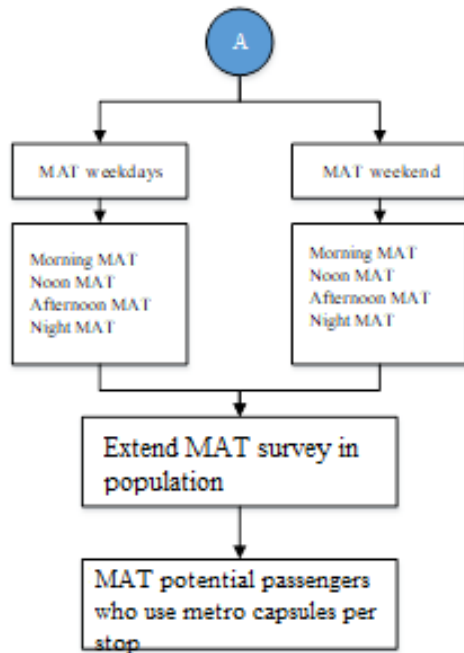 A
MAT weekdays
MAT weekend
Morning MAT
Noon MAT
Afternoon MAT
Night MAT
Morning MAT
Noon MAT
Afternoon MAT
Night MAT
Extend MAT survey in
population
MAT potential passengers
who use metro capsules per
stop